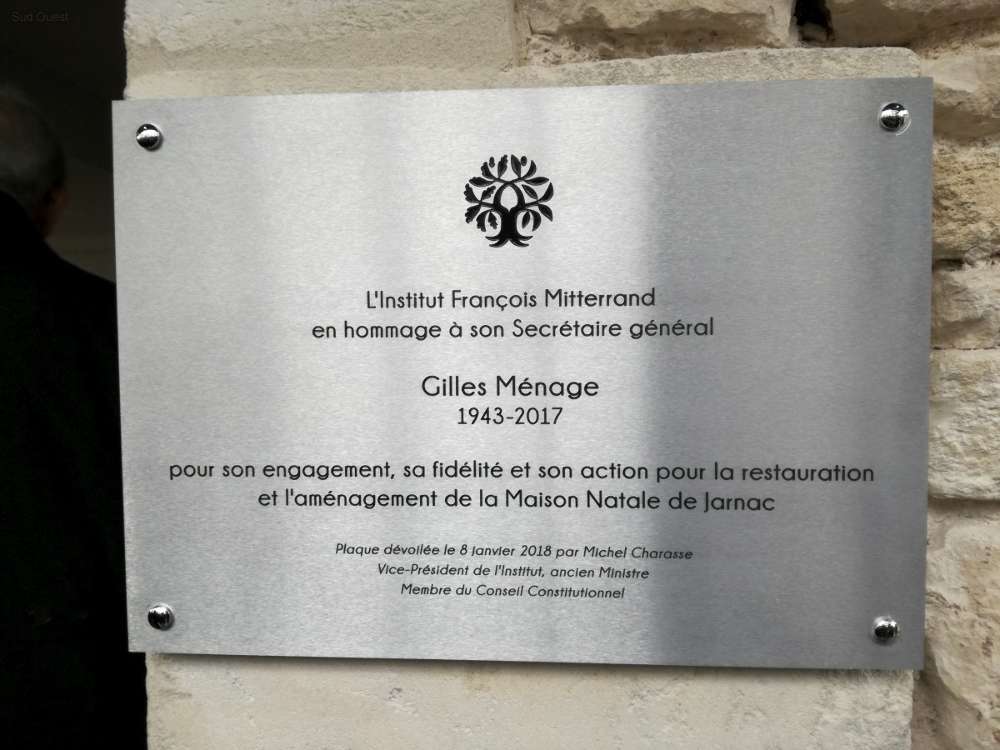 Sud Ouest
L'Institut François Mitterrand
en hommage à son Secrétaire général
Gilles Ménage
1943-2017
pour son engagement, sa fidélité et son action pour la restauration
et l'aménagement de la Maison Natale de Jarnac
Plaque dévoilée le 8 janvier 2018 par Michel Charasse
Vice-Président de l'Institut, ancien Ministre
Membre du Conseil Constitutionnel